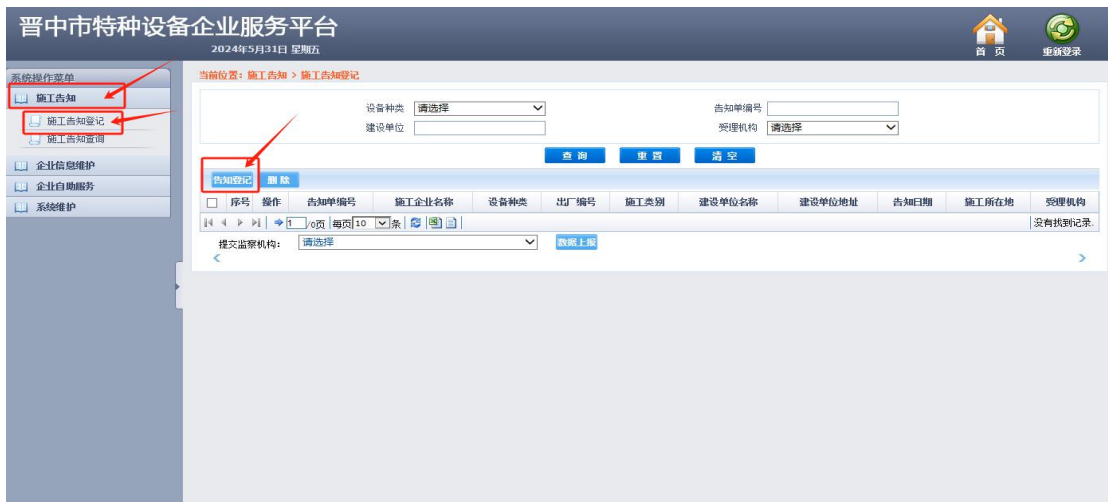 晋中市特种设备企业服务平台
2024年5月31日 星期五
首 页
重新登录
系统操作菜单
施工告知
施工告知登记
施工告知查询
企业信息维护
企业自助服务
系统维护
当前位置：施工告知 > 施工告知登记
设备种类 请选择 告知单编号
建设单位 受理机构 请选择
查 询 重 置 清 空
告知登记 删 除
序号 操作 告知单编号 施工企业名称 设备种类 出厂编号 施工类别 建设单位名称 建设单位地址 告知日期 施工所在地 受理机构
1 /0页 每页 10 条 没有找到记录.
提交监察机构： 请选择 数据上报